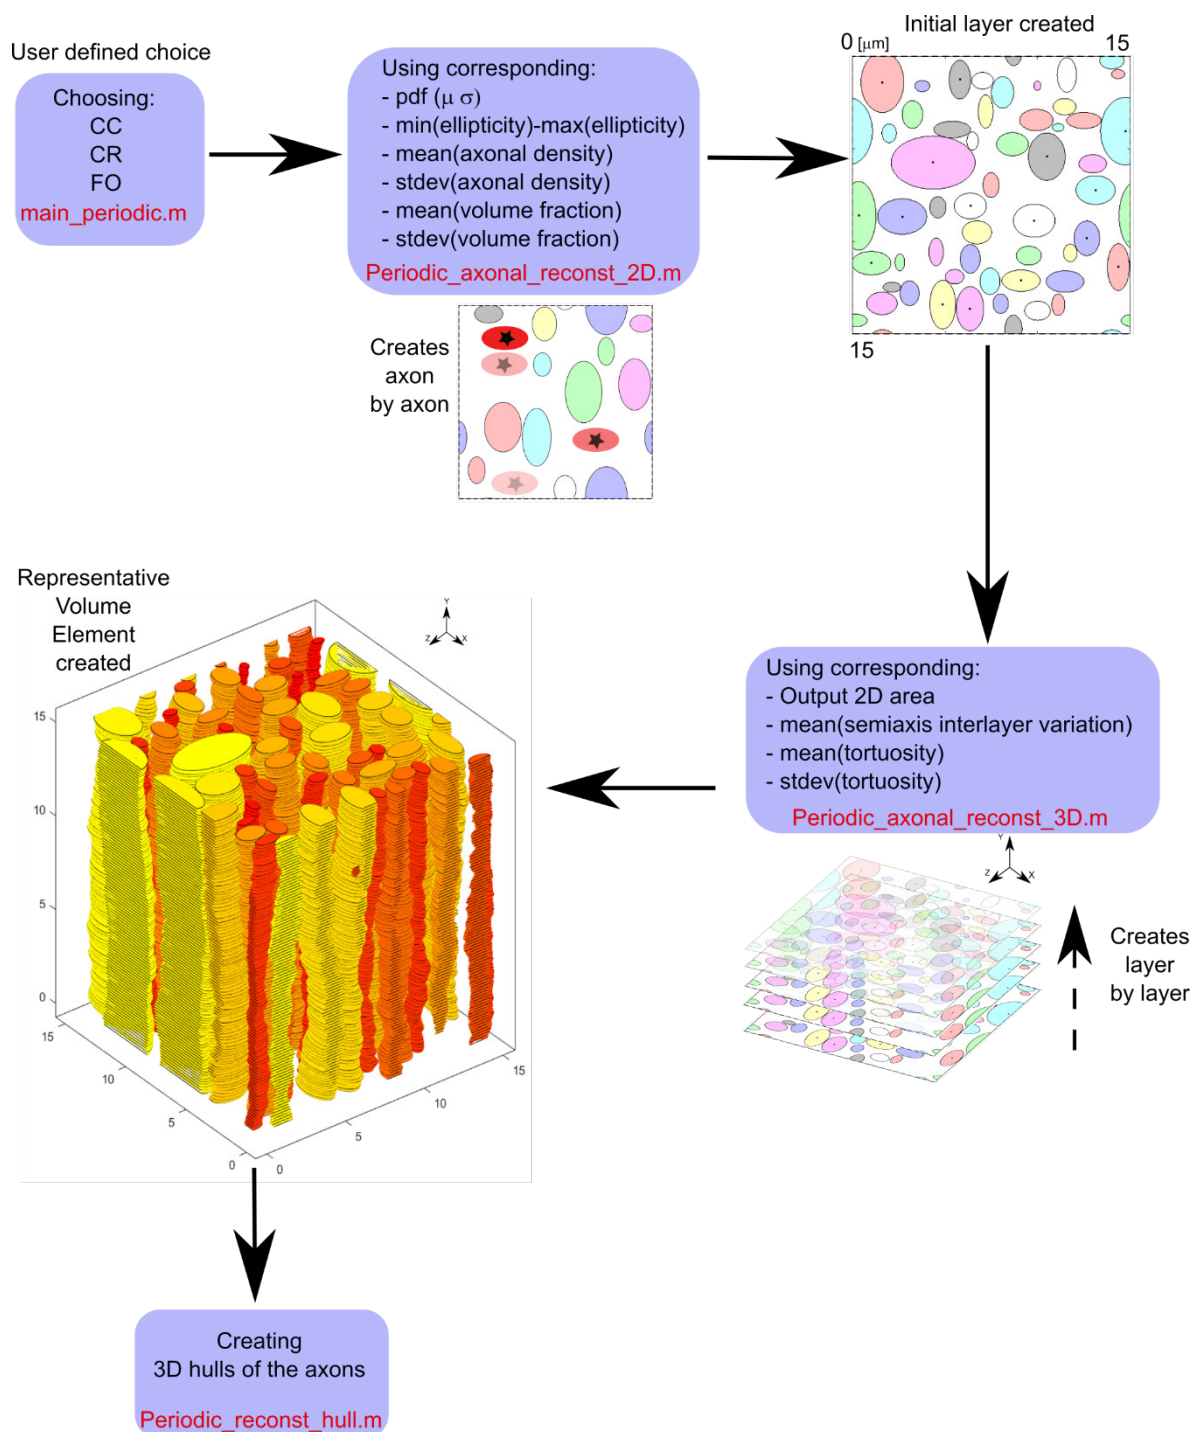 User defined choice
Choosing:
CC
CR
FO
main_periodic.m
Using corresponding:
- pdf (μ σ)
- min(ellipticity)-max(ellipticity)
- mean(axonal density)
- stdev(axonal density)
- mean(volume fraction)
- stdev(volume fraction)
Periodic_axonal_reconst_2D.m
Initial layer created
0 [μm] 15
15
Creates
axon
by axon
Using corresponding:
- Output 2D area
- mean(semiaxis interlayer variation)
- mean(tortuosity)
- stdev(tortuosity)
Periodic_axonal_reconst_3D.m
Y
Z X
Creates
layer
by layer
Representative
Volume
Element
created
Y
Z X
15
10
5
0
15
10
5
0
0
5
10
15
Creating
3D hulls of the axons
Periodic_reconst_hull.m